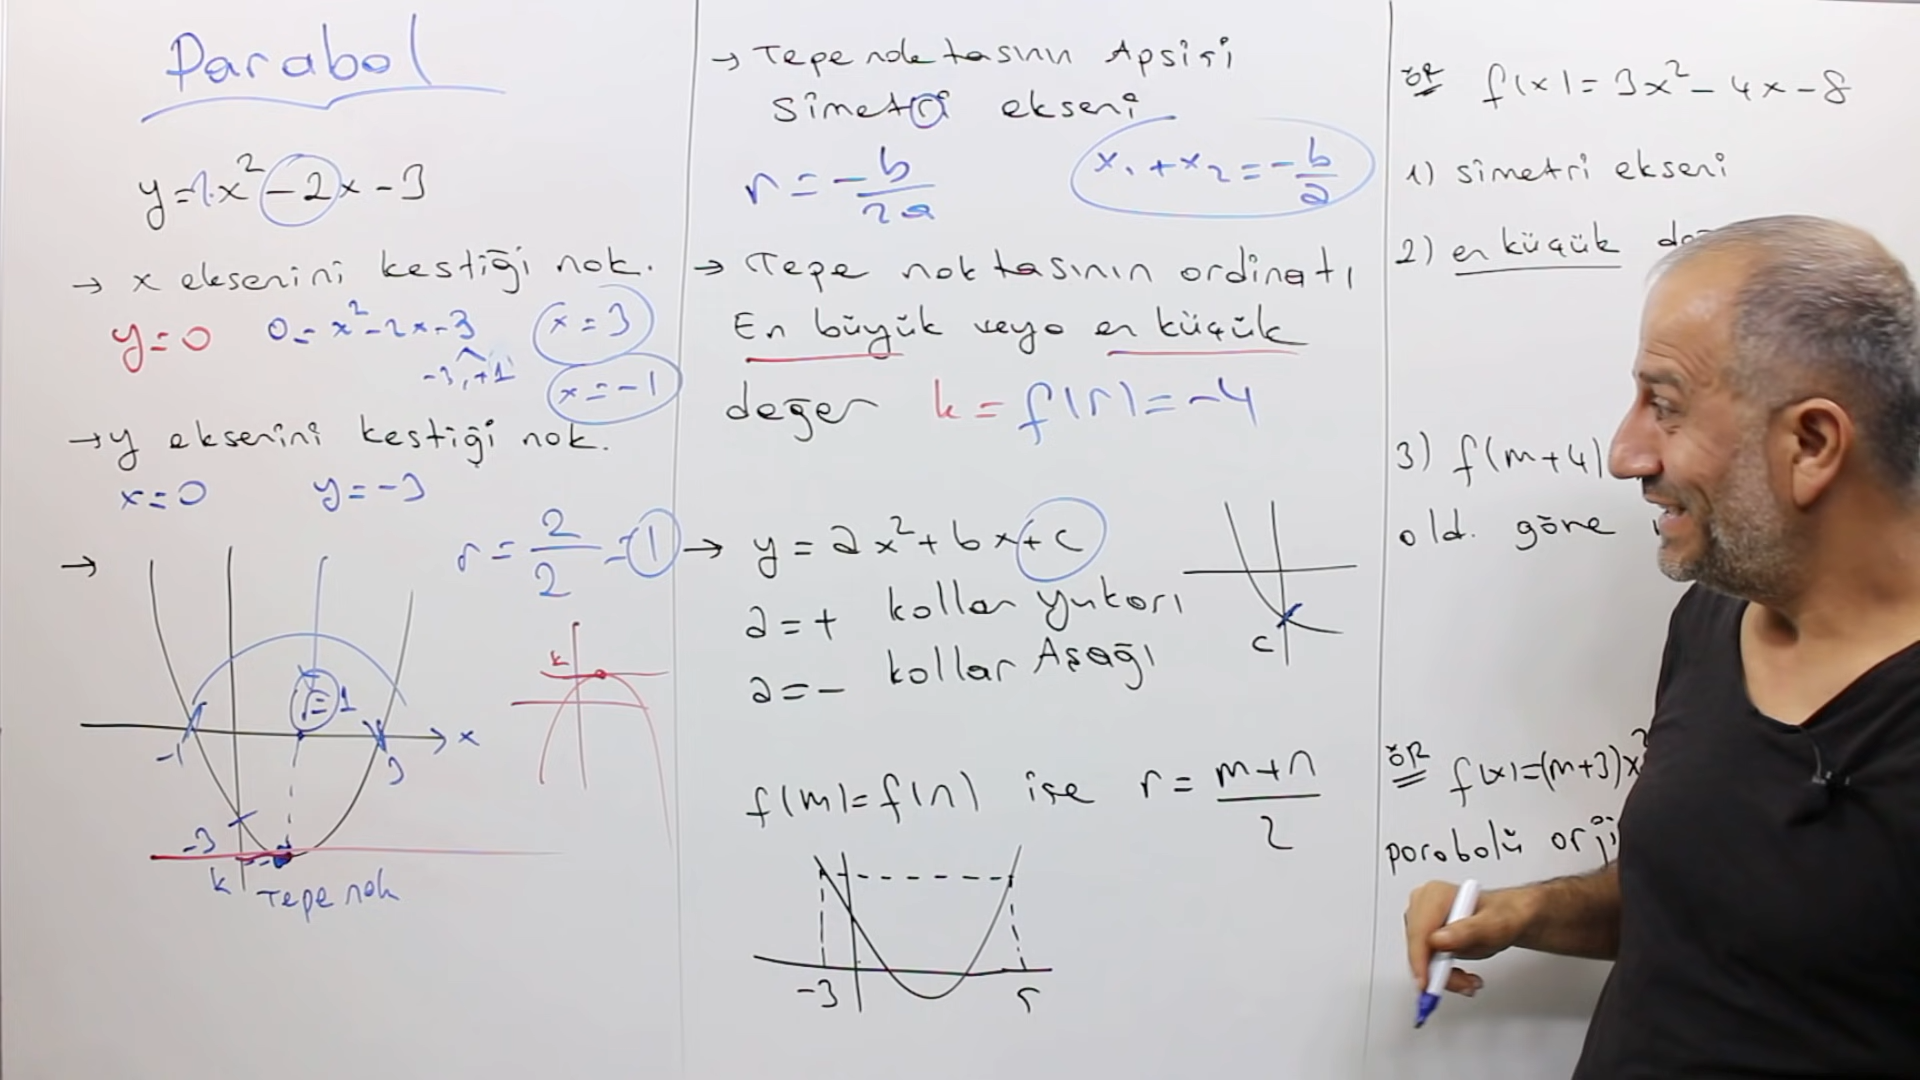 Parabol
y=1.x²-2x-3
→ x eksenini kestiği nok.
y=0 0=x²-2x-3 x=3
-3, +1 x=-1
→ y eksenini kestiği nok.
x=0 y=-3
→ r=2/2=1
r=1
x
-1 3
-3
k
Tepe nok
k
→ Tepe noktasının Apsisi
Simetri ekseni
r=-b/2a x₁+x₂=-b/a
→ Tepe noktasının ordinatı
En büyük veya en küçük
değer k=f(r)=-4
→ y=ax²+bx+c
a=+ kollar yukarı
a=- kollar Aşağı
c
f(m)=f(n) ise r=m+n/2
-3
ÖR f(x)=3x²-4x-8
1) simetri ekseni
2) en küçük
3) f(m+4)
old. göre
ÖR f(x)=(m+3)x²
parabolü